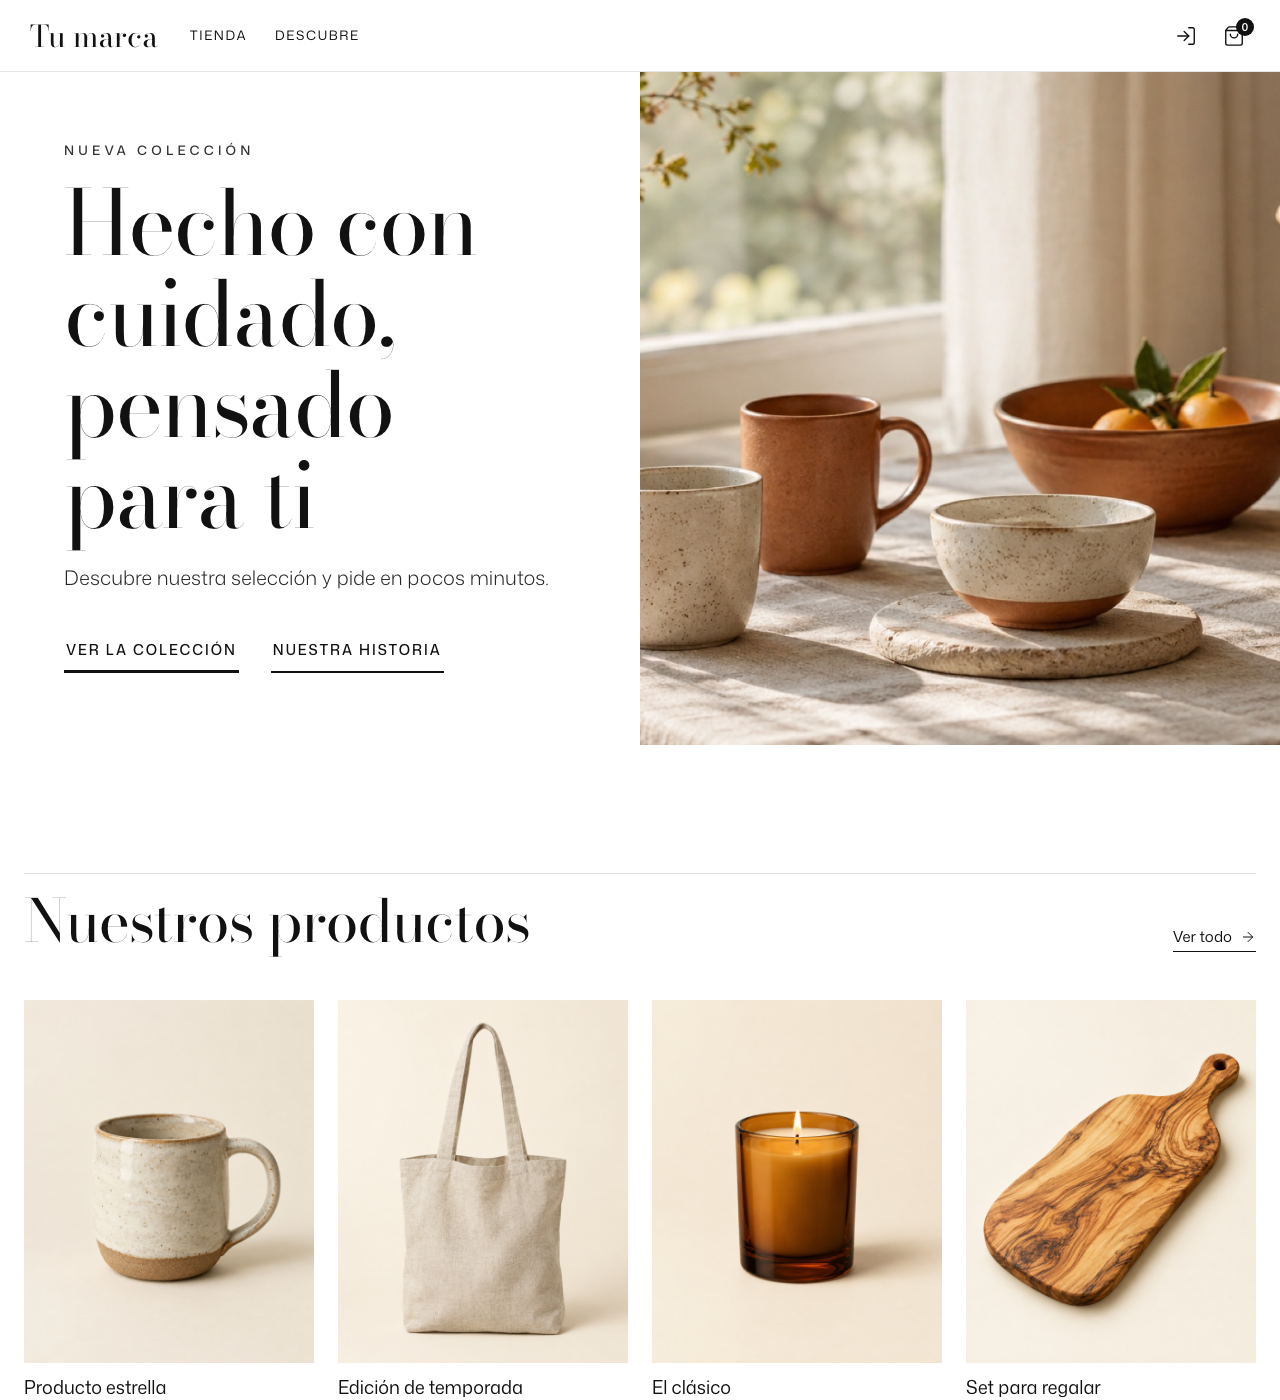 Tu marca
TIENDA
DESCUBRE
0
NUEVA COLECCIÓN
Hecho con
cuidado,
pensado
para ti
Descubre nuestra selección y pide en pocos minutos.
VER LA COLECCIÓN
NUESTRA HISTORIA
Nuestros productos
Ver todo
Producto estrella
Edición de temporada
El clásico
Set para regalar